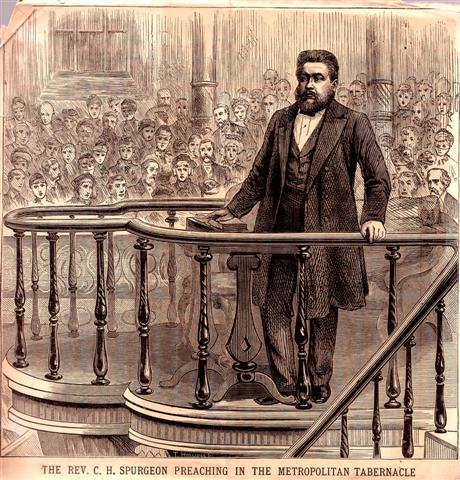 THE REV. C. H. SPURGEON PREACHING IN THE METROPOLITAN TABERNACLE